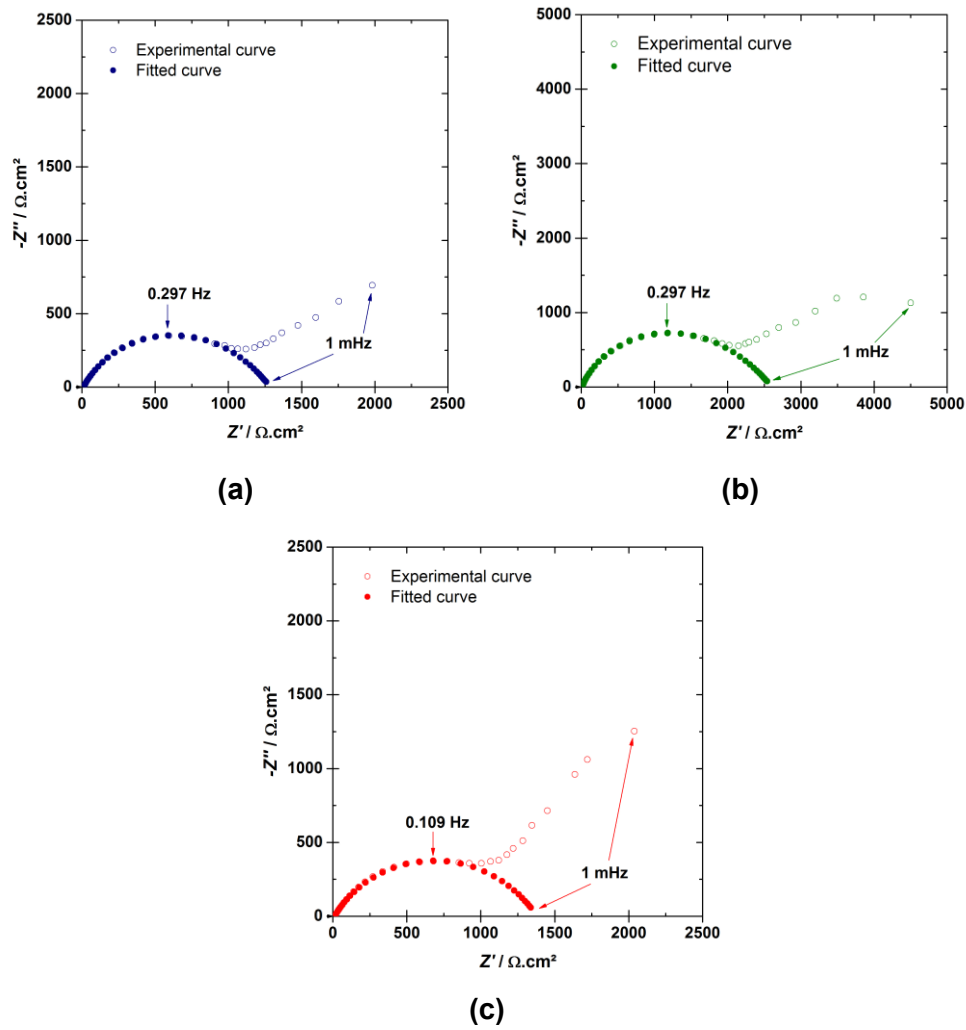 2500
2000
1500
1000
500
0
-Z'' / Ω.cm²
Experimental curve
Fitted curve
0.297 Hz
1 mHz
0 500 1000 1500 2000 2500
Z' / Ω.cm²
(a)
5000
4000
3000
2000
1000
0
-Z'' / Ω.cm²
Experimental curve
Fitted curve
0.297 Hz
1 mHz
0 1000 2000 3000 4000 5000
Z' / Ω.cm²
(b)
2500
2000
1500
1000
500
0
-Z'' / Ω.cm²
Experimental curve
Fitted curve
0.109 Hz
1 mHz
0 500 1000 1500 2000 2500
Z' / Ω.cm²
(c)